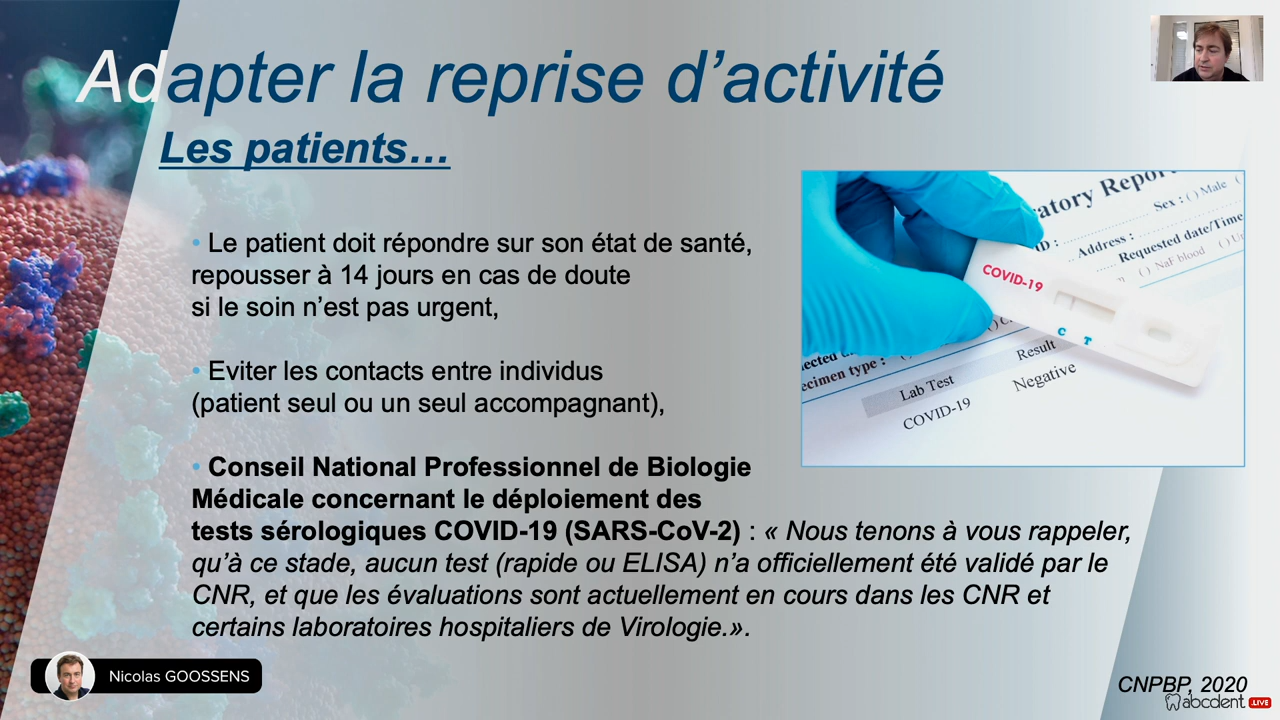 Adapter la reprise d’activité
Les patients…
• Le patient doit répondre sur son état de santé,
repousser à 14 jours en cas de doute
si le soin n’est pas urgent,
• Eviter les contacts entre individus
(patient seul ou un seul accompagnant),
• Conseil National Professionnel de Biologie
Médicale concernant le déploiement des
tests sérologiques COVID-19 (SARS-CoV-2) : « Nous tenons à vous rappeler,
qu’à ce stade, aucun test (rapide ou ELISA) n’a officiellement été validé par le
CNR, et que les évaluations sont actuellement en cours dans les CNR et
certains laboratoires hospitaliers de Virologie.».
Sex : ( ) Male
Address :
Requested date/Time
( ) NaF blood
COVID-19
C T
Result
Lab Test
Negative
COVID-19
Nicolas GOOSSENS
CNPBP, 2020
abcdent LIVE